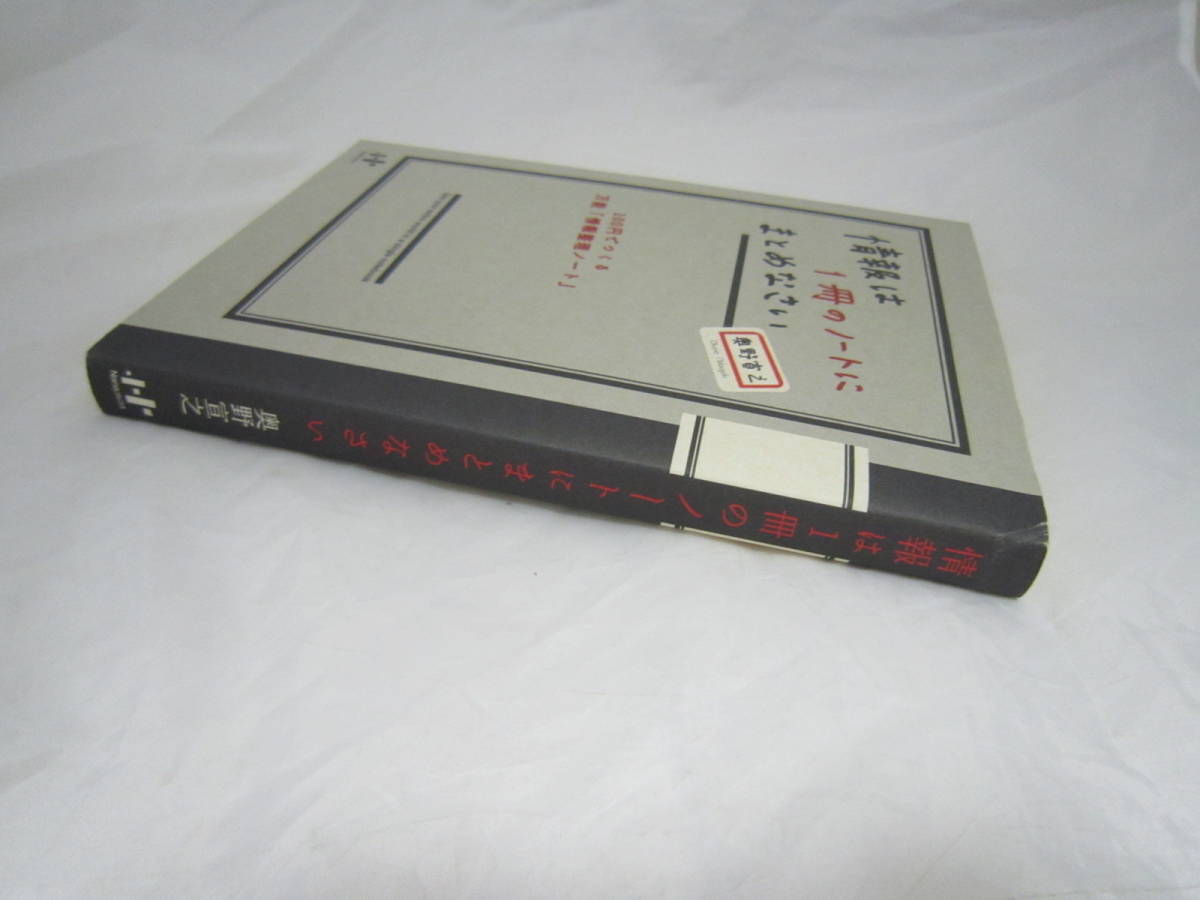 情報は
1冊のノートに
まとめなさい
100円でつくる
万能「情報整理ノート」
奥野宣之
情報は1冊のノートにまとめなさい
奥野宣之
Nanablack